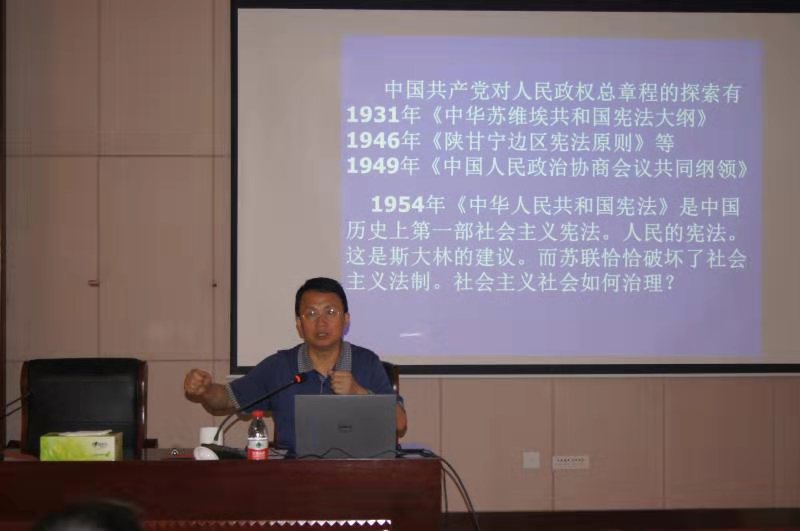 中国共产党对人民政权总章程的探索有
1931年《中华苏维埃共和国宪法大纲》
1946年《陕甘宁边区宪法原则》等
1949年《中国人民政治协商会议共同纲领》
1954年《中华人民共和国宪法》是中国
历史上第一部社会主义宪法。人民的宪法。
这是斯大林的建议。而苏联恰恰破坏了社会
主义法制。社会主义社会如何治理？
DELL